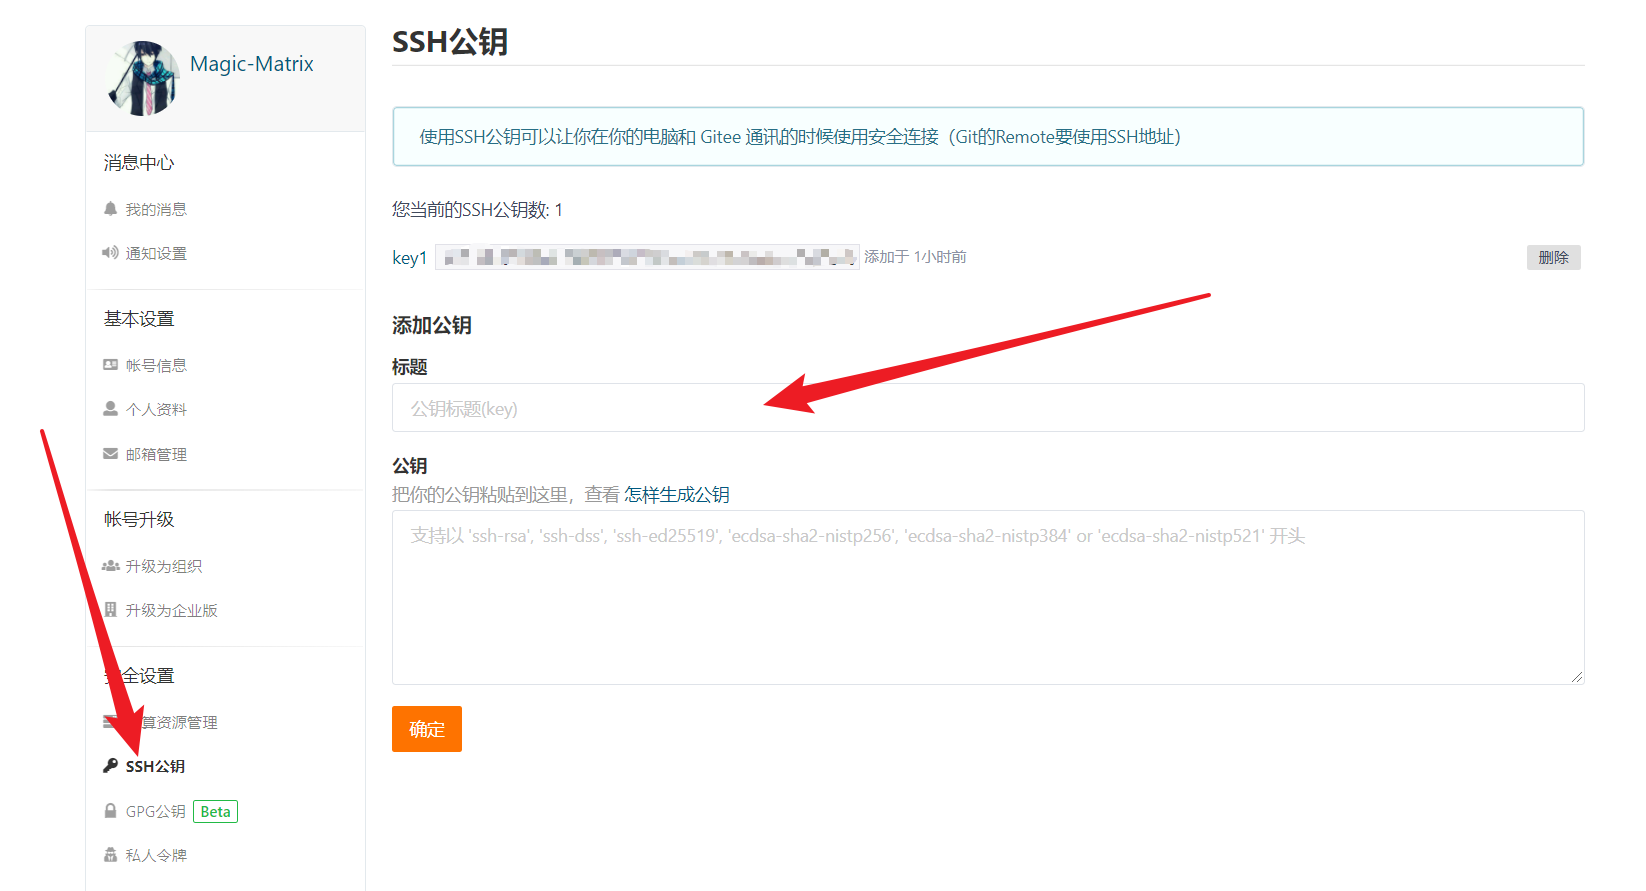 Magic-Matrix
消息中心
我的消息
通知设置
基本设置
帐号信息
个人资料
邮箱管理
帐号升级
升级为组织
升级为企业版
全设置
算资源管理
SSH公钥
GPG公钥 Beta
私人令牌
SSH公钥
使用SSH公钥可以让你在你的电脑和 Gitee 通讯的时候使用安全连接（Git的Remote要使用SSH地址）
您当前的SSH公钥数: 1
key1 添加于 1小时前 删除
添加公钥
标题
公钥标题(key)
公钥
把你的公钥粘贴到这里，查看 怎样生成公钥
支持以 'ssh-rsa', 'ssh-dss', 'ssh-ed25519', 'ecdsa-sha2-nistp256', 'ecdsa-sha2-nistp384' or 'ecdsa-sha2-nistp521' 开头
确定